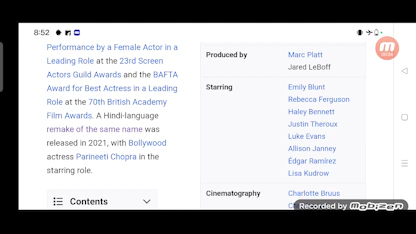 8:52
Performance by a Female Actor in a
Leading Role at the 23rd Screen
Actors Guild Awards and the BAFTA
Award for Best Actress in a Leading
Role at the 70th British Academy
Film Awards. A Hindi-language
remake of the same name was
released in 2021, with Bollywood
actress Parineeti Chopra in the
starring role.
Contents
Produced by
Marc Platt
Jared LeBoff
Starring
Emily Blunt
Rebecca Ferguson
Haley Bennett
Justin Theroux
Luke Evans
Allison Janney
Édgar Ramírez
Lisa Kudrow
Cinematography
Charlotte Bruus
Recorded by Mobizen